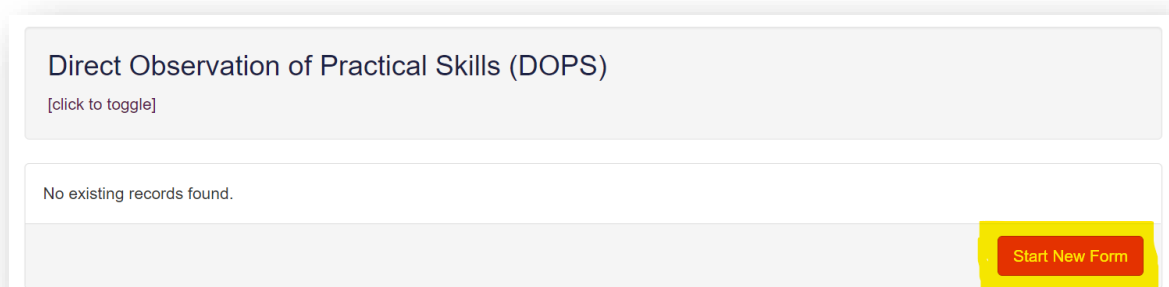 Direct Observation of Practical Skills (DOPS)
[click to toggle]
No existing records found.
Start New Form